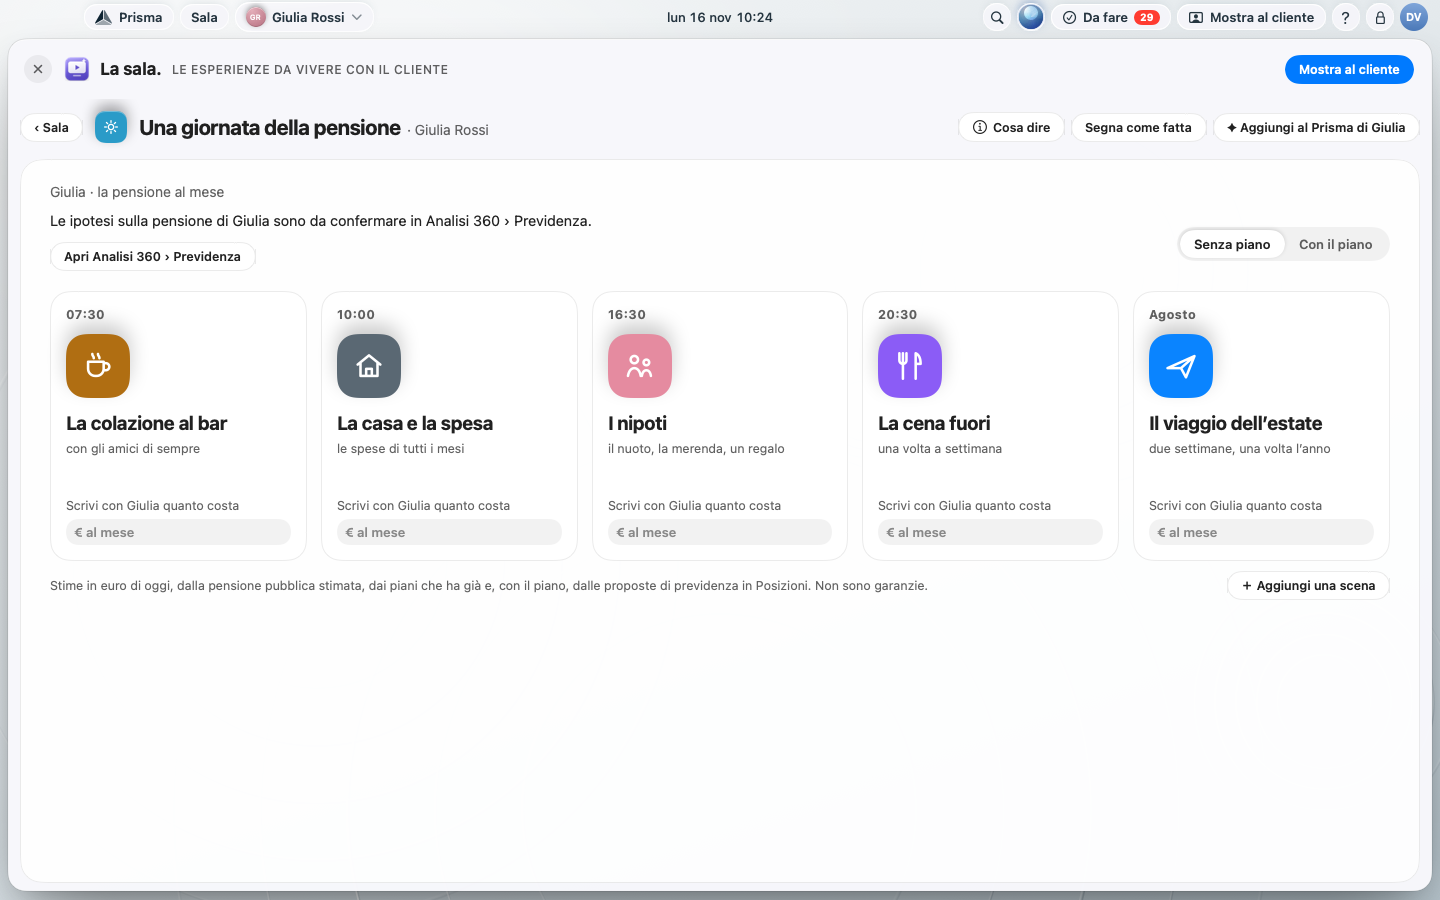 Prisma
Sala
GR
Giulia Rossi
lun 16 nov 10:24
Da fare 29
Mostra al cliente
?
DV
La sala.
LE ESPERIENZE DA VIVERE CON IL CLIENTE
Mostra al cliente
‹ Sala
Una giornata della pensione · Giulia Rossi
Cosa dire
Segna come fatta
Aggiungi al Prisma di Giulia
Giulia · la pensione al mese
Le ipotesi sulla pensione di Giulia sono da confermare in Analisi 360 › Previdenza.
Apri Analisi 360 › Previdenza
Senza piano
Con il piano
07:30
La colazione al bar
con gli amici di sempre
Scrivi con Giulia quanto costa
€ al mese
10:00
La casa e la spesa
le spese di tutti i mesi
Scrivi con Giulia quanto costa
€ al mese
16:30
I nipoti
il nuoto, la merenda, un regalo
Scrivi con Giulia quanto costa
€ al mese
20:30
La cena fuori
una volta a settimana
Scrivi con Giulia quanto costa
€ al mese
Agosto
Il viaggio dell’estate
due settimane, una volta l’anno
Scrivi con Giulia quanto costa
€ al mese
Stime in euro di oggi, dalla pensione pubblica stimata, dai piani che ha già e, con il piano, dalle proposte di previdenza in Posizioni. Non sono garanzie.
+ Aggiungi una scena